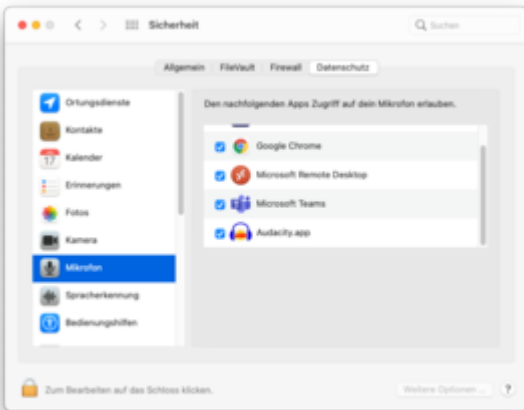 Sicherheit
Suchen
Allgemein FileVault Firewall Datenschutz
Ortungsdienste
Kontakte
17
Kalender
Erinnerungen
Fotos
Kamera
Mikrofon
Spracherkennung
Bedienungshilfen
Den nachfolgenden Apps Zugriff auf dein Mikrofon erlauben.
Google Chrome
Microsoft Remote Desktop
Microsoft Teams
Audacity.app
Zum Bearbeiten auf das Schloss klicken.
Weitere Optionen ... ?